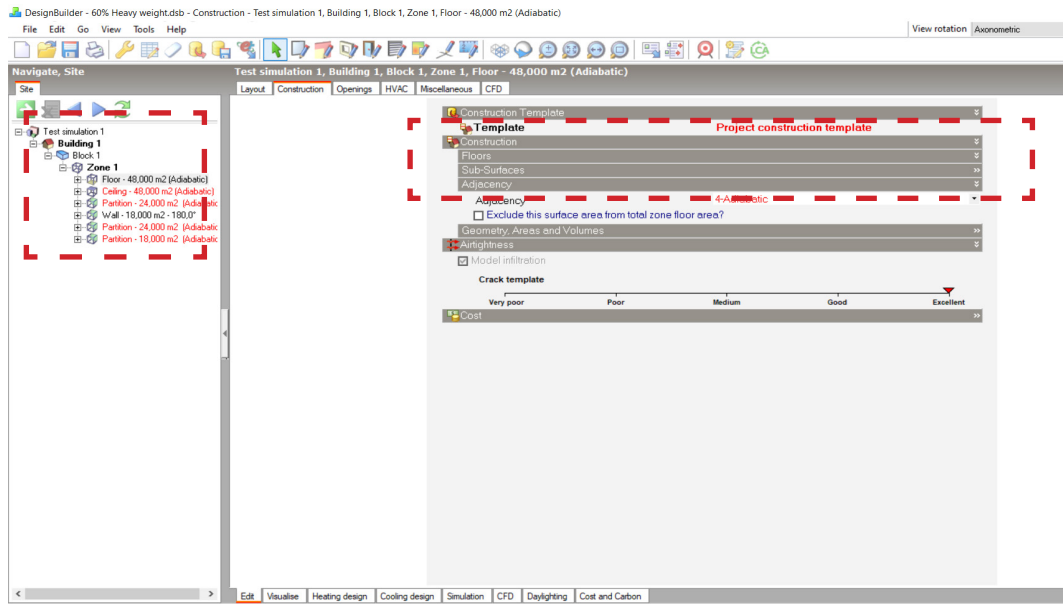 DesignBuilder - 60% Heavy weight.dsb - Construction - Test simulation 1, Building 1, Block 1, Zone 1, Floor - 48,000 m2 (Adiabatic)
File Edit Go View Tools Help
View rotation Axonometric
Navigate, Site
Test simulation 1, Building 1, Block 1, Zone 1, Floor - 48,000 m2 (Adiabatic)
Site
Layout Construction Openings HVAC Miscellaneous CFD
Construction Template
Template Project construction template
Construction
Floors
Sub-Surfaces
Adjacency
Adjacency 4-Adiabatic
Exclude this surface area from total zone floor area?
Geometry, Areas and Volumes
Airtightness
Model infiltration
Crack template
Very poor Poor Medium Good Excellent
Cost
Test simulation 1
Building 1
Block 1
Zone 1
Floor - 48,000 m2 (Adiabatic)
Ceiling - 48,000 m2 (Adiabatic)
Partition - 24,000 m2 (Adiabatic
Wall - 18,000 m2 - 180,0°
Partition - 24,000 m2 (Adiabatic
Partition - 18,000 m2 (Adiabatic
Edit Visualise Heating design Cooling design Simulation CFD Daylighting Cost and Carbon